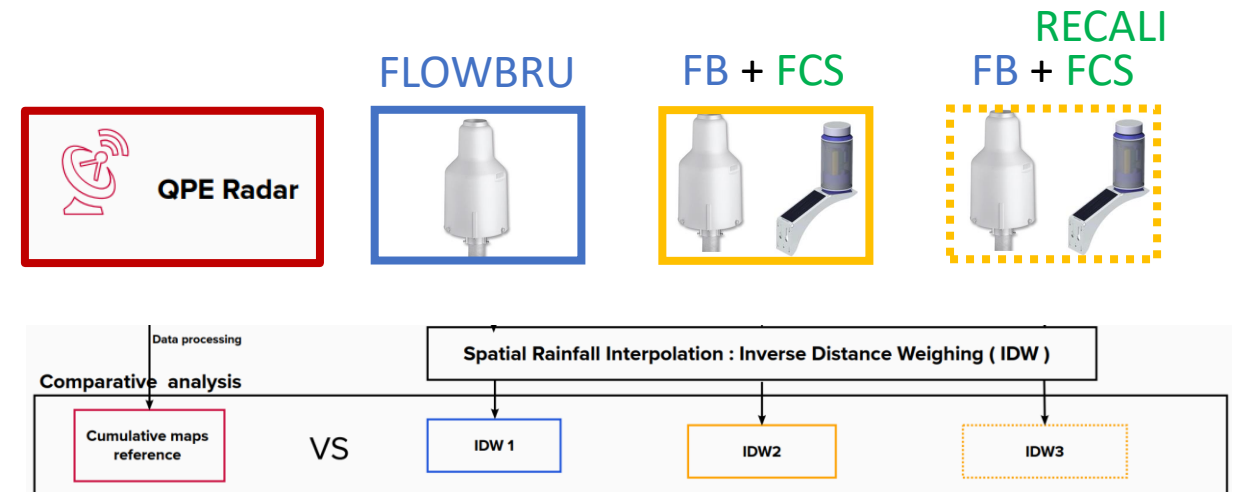 RECALI
FLOWBRU
FB + FCS
FB + FCS
QPE Radar
Data processing
Spatial Rainfall Interpolation : Inverse Distance Weighing ( IDW )
Comparative analysis
Cumulative maps
reference
VS
IDW 1
IDW2
IDW3